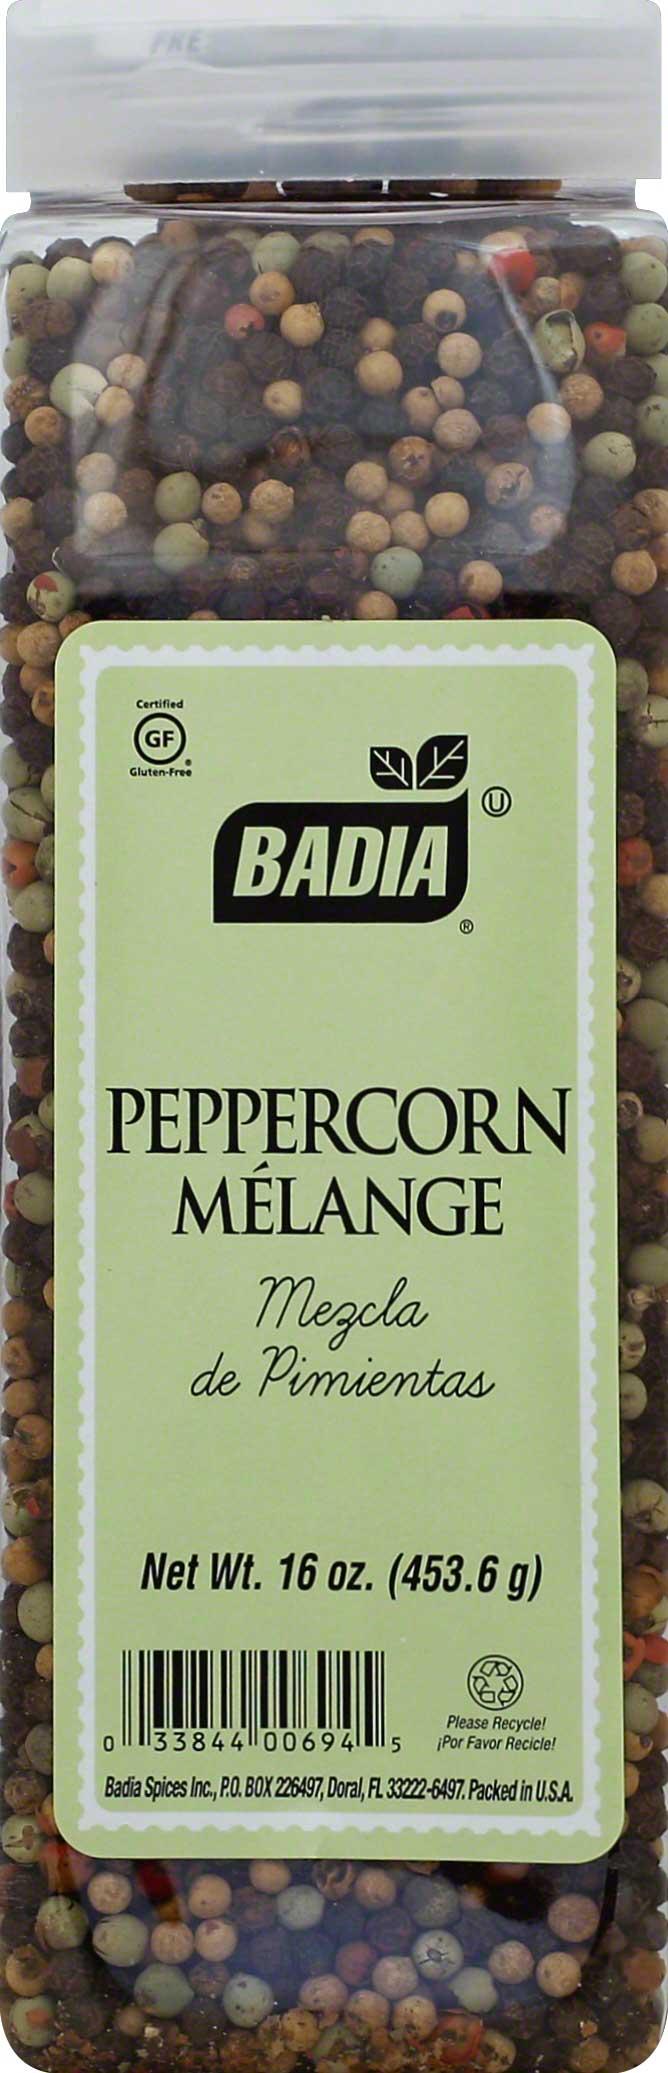 PRE
Certified
GF
®
Gluten-Free
U
BADIA
®
PEPPERCORN
MÉLANGE
Mezcla
de Pimientas
Net Wt. 16 oz. (453.6 g)
0 33844 00694 5
Please Recycle!
¡Por Favor Recicle!
Badia Spices Inc., P.O. BOX 226497, Doral, FL 33222-6497. Packed in U.S.A.